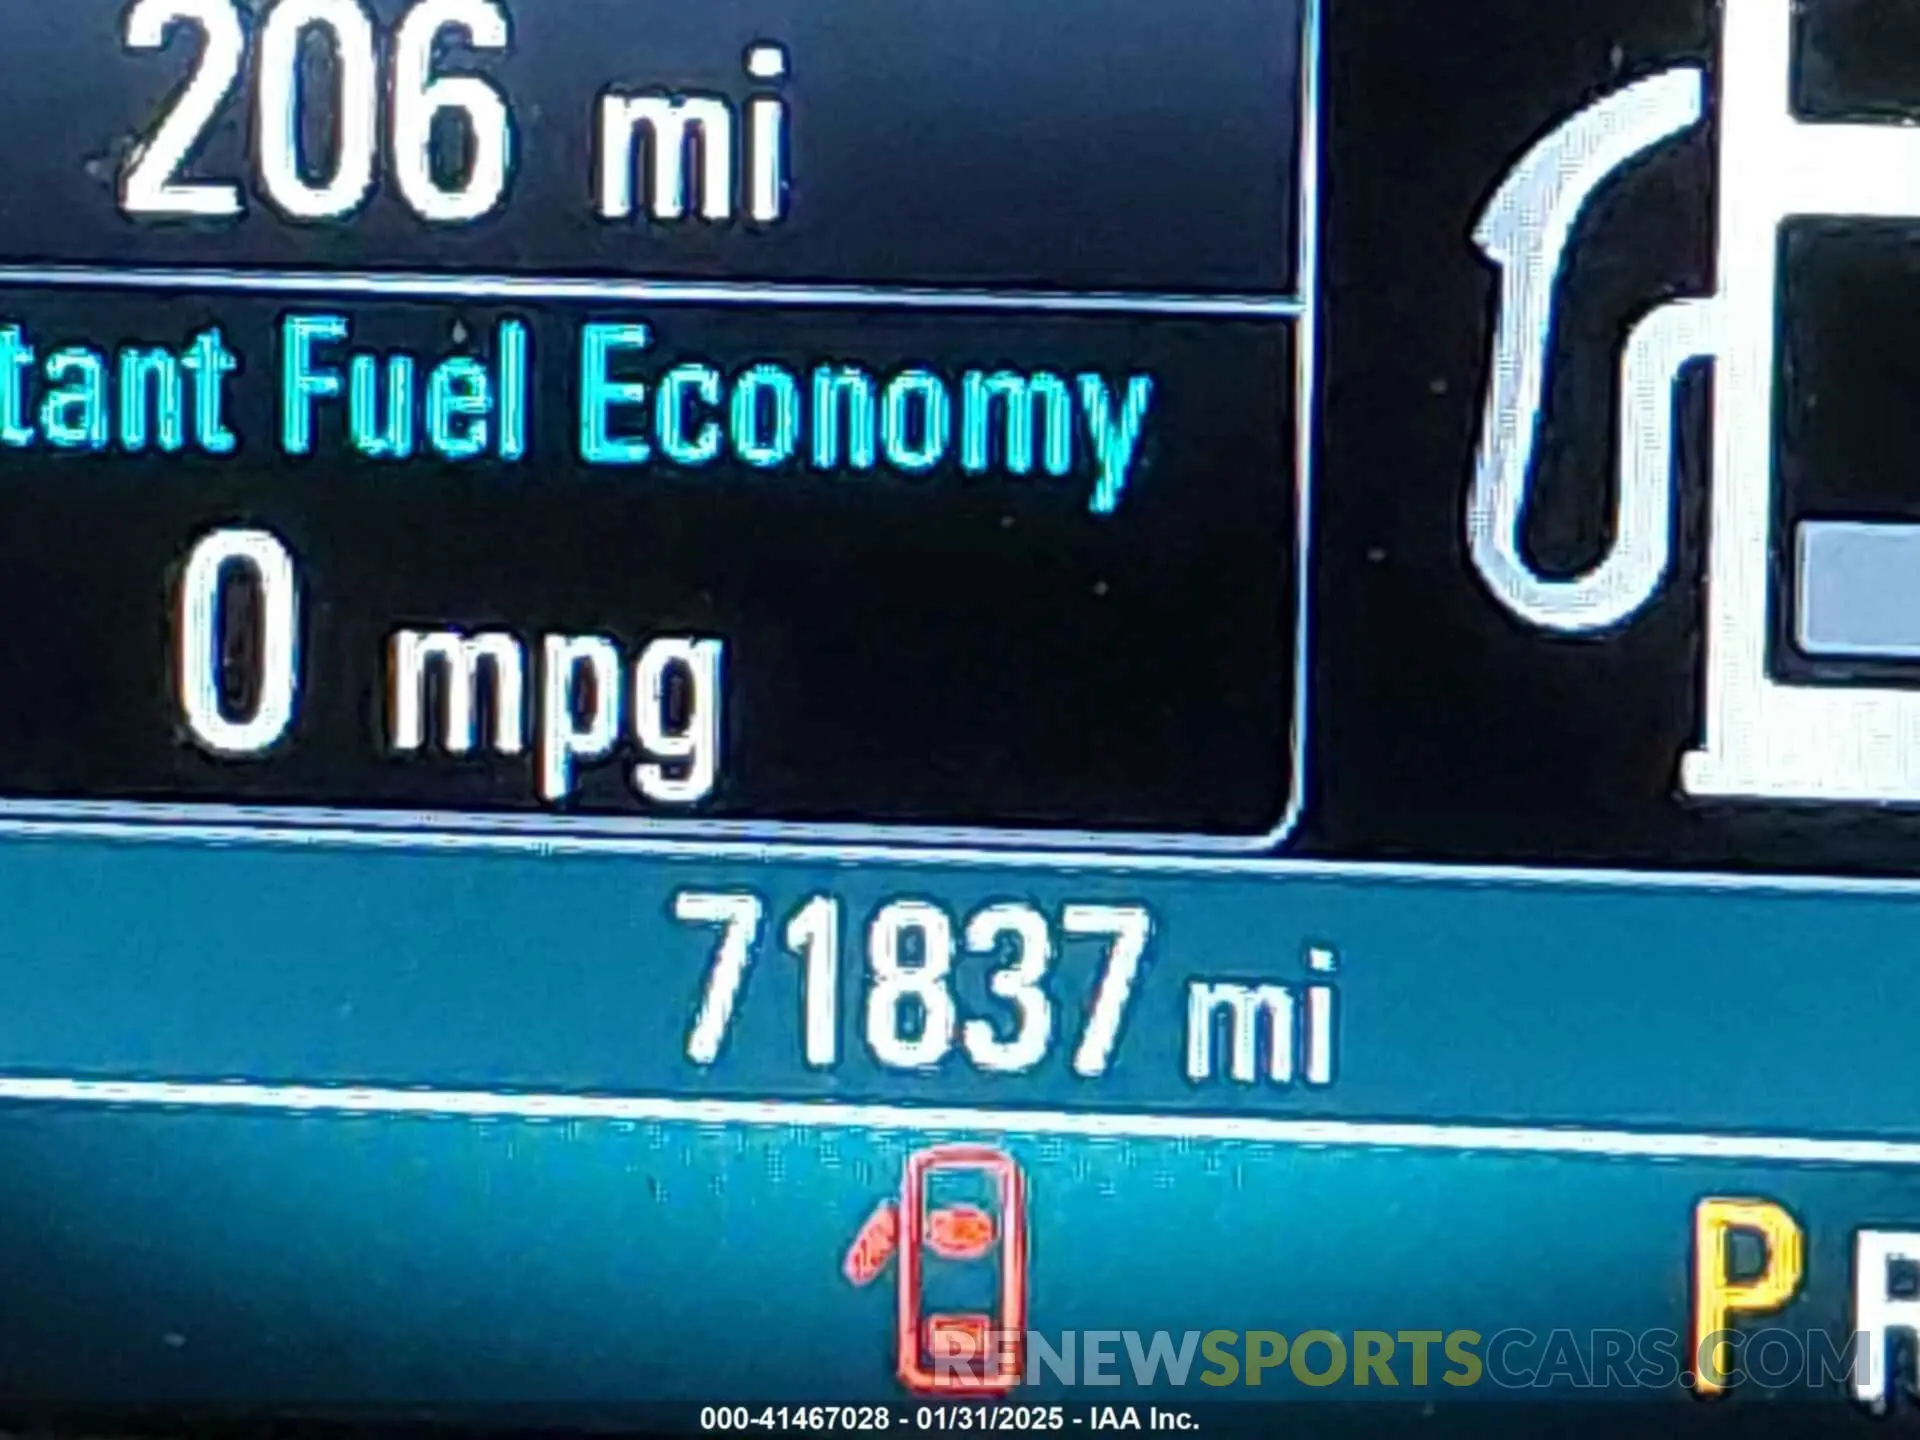 206 mi
tant Fuel Economy
0 mpg
71837 mi
P R
RENEWSPORTSCARS.COM
000-41467028 - 01/31/2025 - IAA Inc.